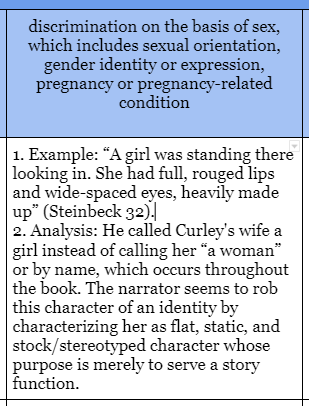 discrimination on the basis of sex,
which includes sexual orientation,
gender identity or expression,
pregnancy or pregnancy-related
condition
1. Example: “A girl was standing there
looking in. She had full, rouged lips
and wide-spaced eyes, heavily made
up” (Steinbeck 32).
2. Analysis: He called Curley's wife a
girl instead of calling her “a woman”
or by name, which occurs throughout
the book. The narrator seems to rob
this character of an identity by
characterizing her as flat, static, and
stock/stereotyped character whose
purpose is merely to serve a story
function.